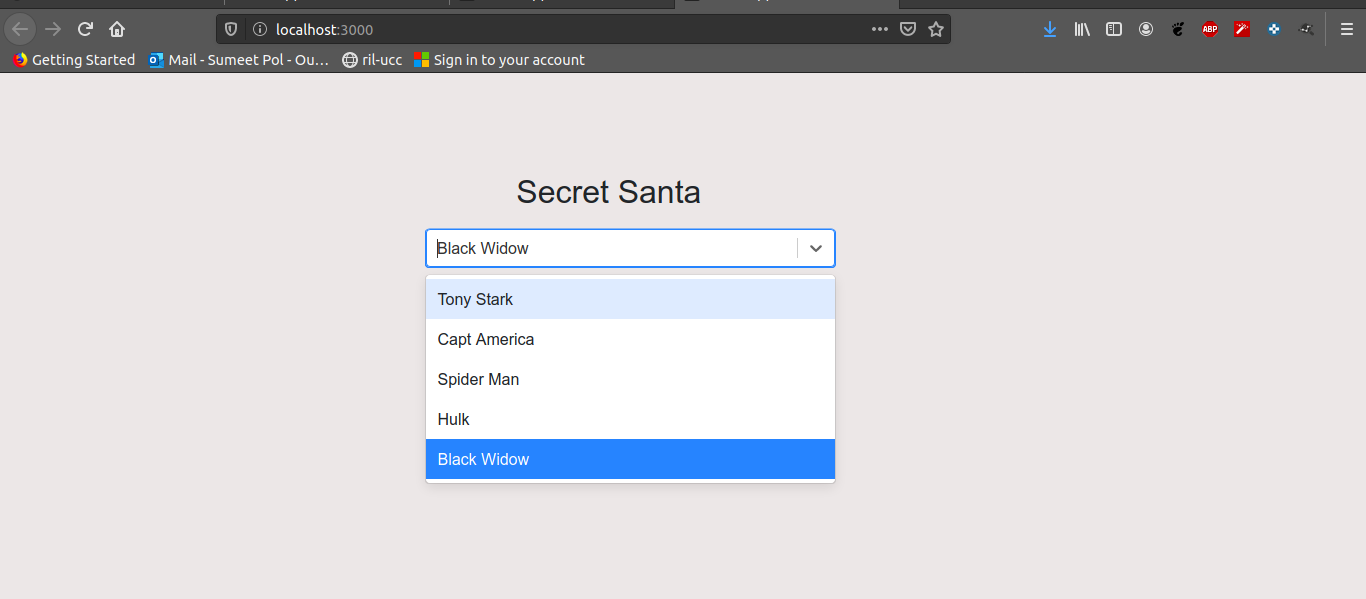 localhost:3000
ABP
Getting Started
Mail - Sumeet Pol - Ou...
ril-ucc
Sign in to your account
Secret Santa
Black Widow
Tony Stark
Capt America
Spider Man
Hulk
Black Widow